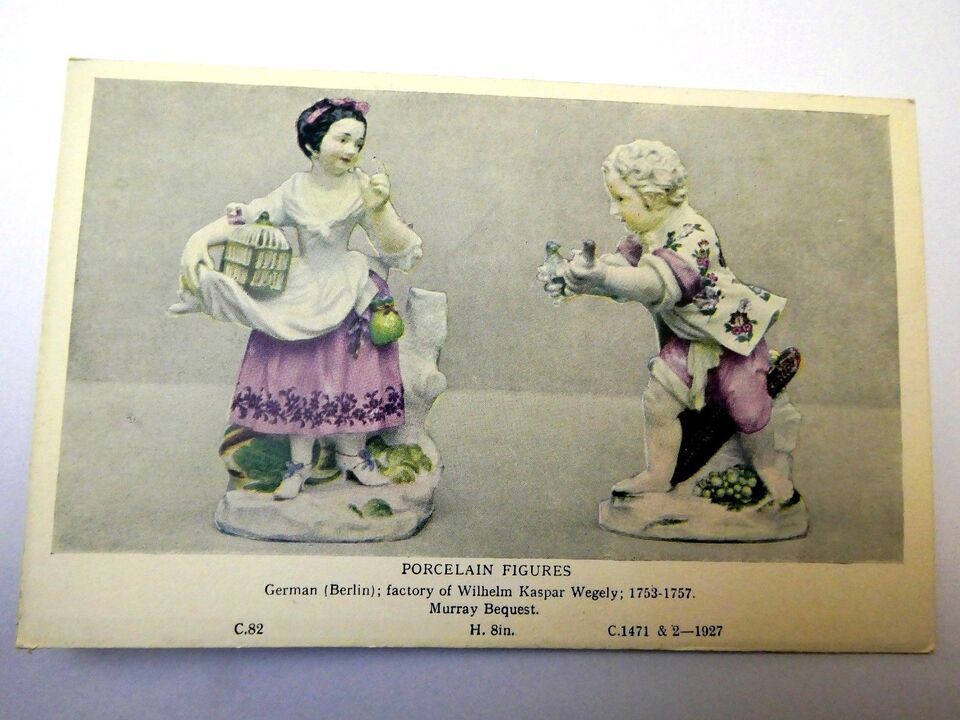 PORCELAIN FIGURES
German (Berlin); factory of Wilhelm Kaspar Wegely; 1753-1757.
Murray Bequest.
C.82 H. 8in. C.1471 & 2—1927